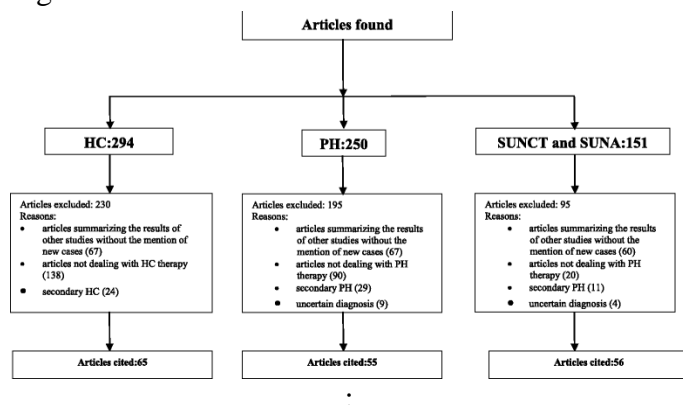 Articles found
HC:294
PH:250
SUNCT and SUNA:151
Articles excluded: 230
Reasons:
• articles summarizing the results
of other studies without the
mention of new cases
(67)
• articles not dealing with HC therapy
(138)
• secondary HC (24)
Articles excluded: 195
Reasons:
• articles summarizing the results
of other studies without the
mention of new cases (67)
• articles not dealing with PH
therapy (90)
• secondary PH (29)
• uncertain diagnosis (9)
Articles excluded: 95
Reasons:
• articles summarizing the results
of other studies without the
mention of new cases (60)
• articles not dealing with PH
therapy (20)
• secondary PH (11)
• uncertain diagnosis (4)
Articles cited:65
Articles cited:55
Articles cited:56